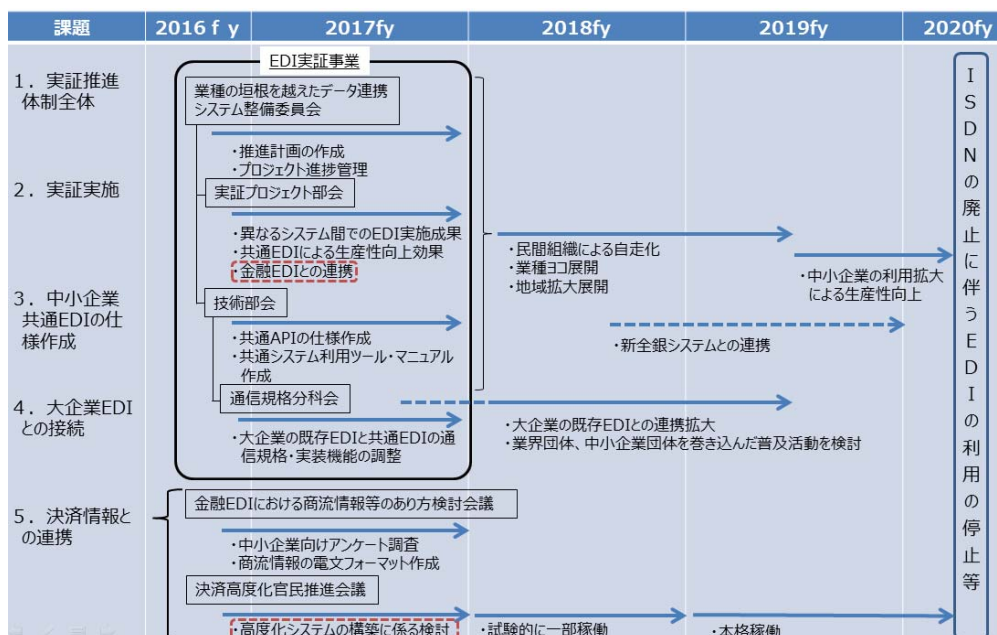 課題
2016ｆｙ
2017fy
2018fy
2019fy
2020fy
EDI実証事業
1．実証推進
体制全体
業種の垣根を越えたデータ連携
システム整備委員会
・推進計画の作成
・プロジェクト進捗管理
2．実証実施
実証プロジェクト部会
・異なるシステム間でのEDI実施成果
・共通EDIによる生産性向上効果
・金融EDIとの連携
・民間組織による自走化
・業種ヨコ展開
・地域拡大展開
・中小企業の利用拡大
による生産性向上
3．中小企業
共通EDIの仕
様作成
技術部会
・共通APIの仕様作成
・共通システム利用ツール・マニュアル
作成
・新全銀システムとの連携
4．大企業EDI
との接続
通信規格分科会
・大企業の既存EDIと共通EDIの通
信規格・実装機能の調整
・大企業の既存EDIとの連携拡大
・業界団体、中小企業団体を巻き込んだ普及活動を検討
5．決済情報と
の連携
金融EDIにおける商流情報等のあり方検討会議
・中小企業向けアンケート調査
・商流情報の電文フォーマット作成
決済高度化官民推進会議
・高度化システムの構築に係る検討
・試験的に一部稼働
・本格稼働
ISDNの廃止に伴うEDIの利用の停止等